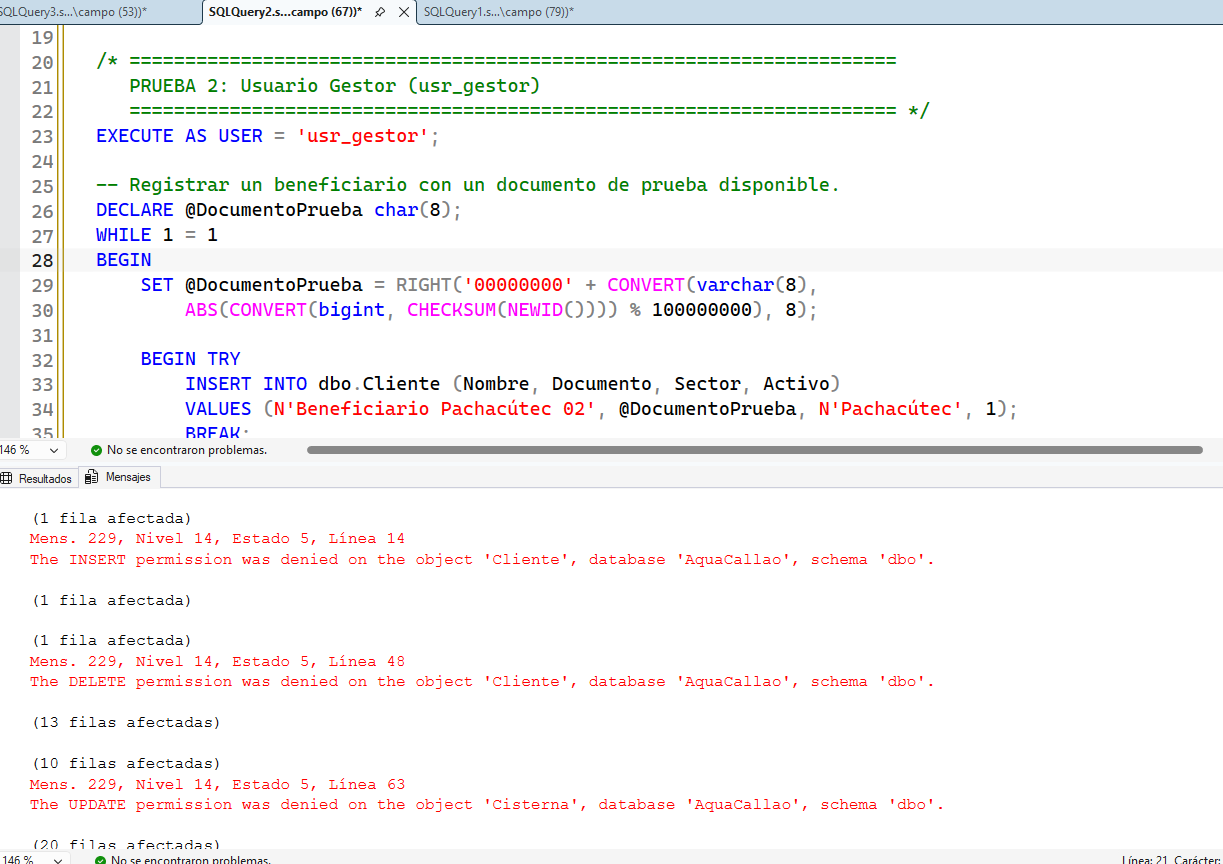 SQLQuery3.s...\campo (53))*
SQLQuery2.s...campo (67))*
SQLQuery1.s...\campo (79))*
19
20 /* =====================================================================
21 PRUEBA 2: Usuario Gestor (usr_gestor)
22 ===================================================================== */
23 EXECUTE AS USER = 'usr_gestor';
24
25 -- Registrar un beneficiario con un documento de prueba disponible.
26 DECLARE @DocumentoPrueba char(8);
27 WHILE 1 = 1
28 BEGIN
29 SET @DocumentoPrueba = RIGHT('00000000' + CONVERT(varchar(8),
30 ABS(CONVERT(bigint, CHECKSUM(NEWID()))) % 100000000), 8);
31
32 BEGIN TRY
33 INSERT INTO dbo.Cliente (Nombre, Documento, Sector, Activo)
34 VALUES (N'Beneficiario Pachacútec 02', @DocumentoPrueba, N'Pachacútec', 1);
35 BREAK;
146 % No se encontraron problemas.
Resultados Mensajes
(1 fila afectada)
Mens. 229, Nivel 14, Estado 5, Línea 14
The INSERT permission was denied on the object 'Cliente', database 'AquaCallao', schema 'dbo'.
(1 fila afectada)
(1 fila afectada)
Mens. 229, Nivel 14, Estado 5, Línea 48
The DELETE permission was denied on the object 'Cliente', database 'AquaCallao', schema 'dbo'.
(13 filas afectadas)
(10 filas afectadas)
Mens. 229, Nivel 14, Estado 5, Línea 63
The UPDATE permission was denied on the object 'Cisterna', database 'AquaCallao', schema 'dbo'.
(20 filas afectadas)
146 % No se encontraron problemas. Línea: 21 Carácter: